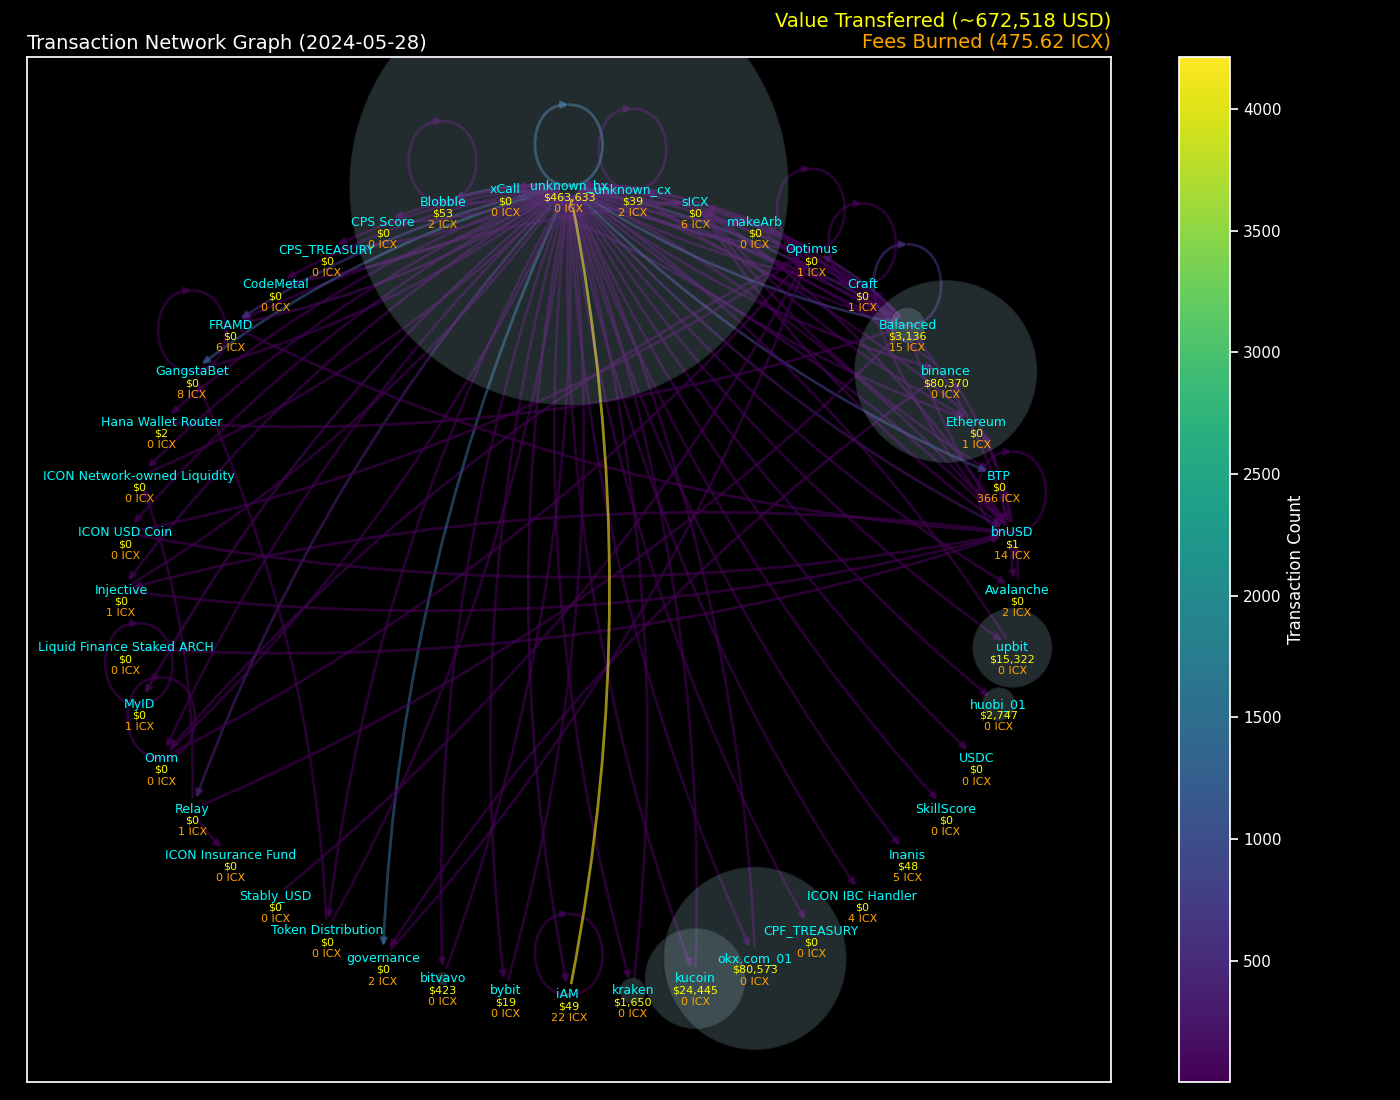 Value Transferred (~672,518 USD)
Transaction Network Graph (2024-05-28)
Fees Burned (475.62 ICX)
unknown_hx
$463,633
0 ICX
unknown_cx
$39
2 ICX
xCall
$0
0 ICX
sICX
$0
6 ICX
Blobble
$53
2 ICX
makeArb
$0
0 ICX
CPS Score
$0
0 ICX
Optimus
$0
1 ICX
CPS_TREASURY
$0
0 ICX
Craft
$0
1 ICX
CodeMetal
$0
0 ICX
Balanced
$3,136
15 ICX
FRAMD
$0
6 ICX
binance
$80,370
0 ICX
GangstaBet
$0
8 ICX
Ethereum
$0
1 ICX
Hana Wallet Router
$2
0 ICX
BTP
$0
366 ICX
ICON Network-owned Liquidity
$0
0 ICX
bnUSD
$1
14 ICX
ICON USD Coin
$0
0 ICX
Avalanche
$0
2 ICX
Injective
$0
1 ICX
upbit
$15,322
0 ICX
Liquid Finance Staked ARCH
$0
0 ICX
huobi_01
$2,747
0 ICX
MyID
$0
1 ICX
USDC
$0
0 ICX
Omm
$0
0 ICX
SkillScore
$0
0 ICX
Relay
$0
1 ICX
Inanis
$48
5 ICX
ICON Insurance Fund
$0
0 ICX
ICON IBC Handler
$0
4 ICX
Stably_USD
$0
0 ICX
CPF_TREASURY
$0
0 ICX
Token Distribution
$0
0 ICX
okx.com_01
$80,573
0 ICX
governance
$0
2 ICX
kucoin
$24,445
0 ICX
bitvavo
$423
0 ICX
kraken
$1,650
0 ICX
bybit
$19
0 ICX
iAM
$49
22 ICX
4000
3500
3000
2500
2000
1500
1000
500
Transaction Count